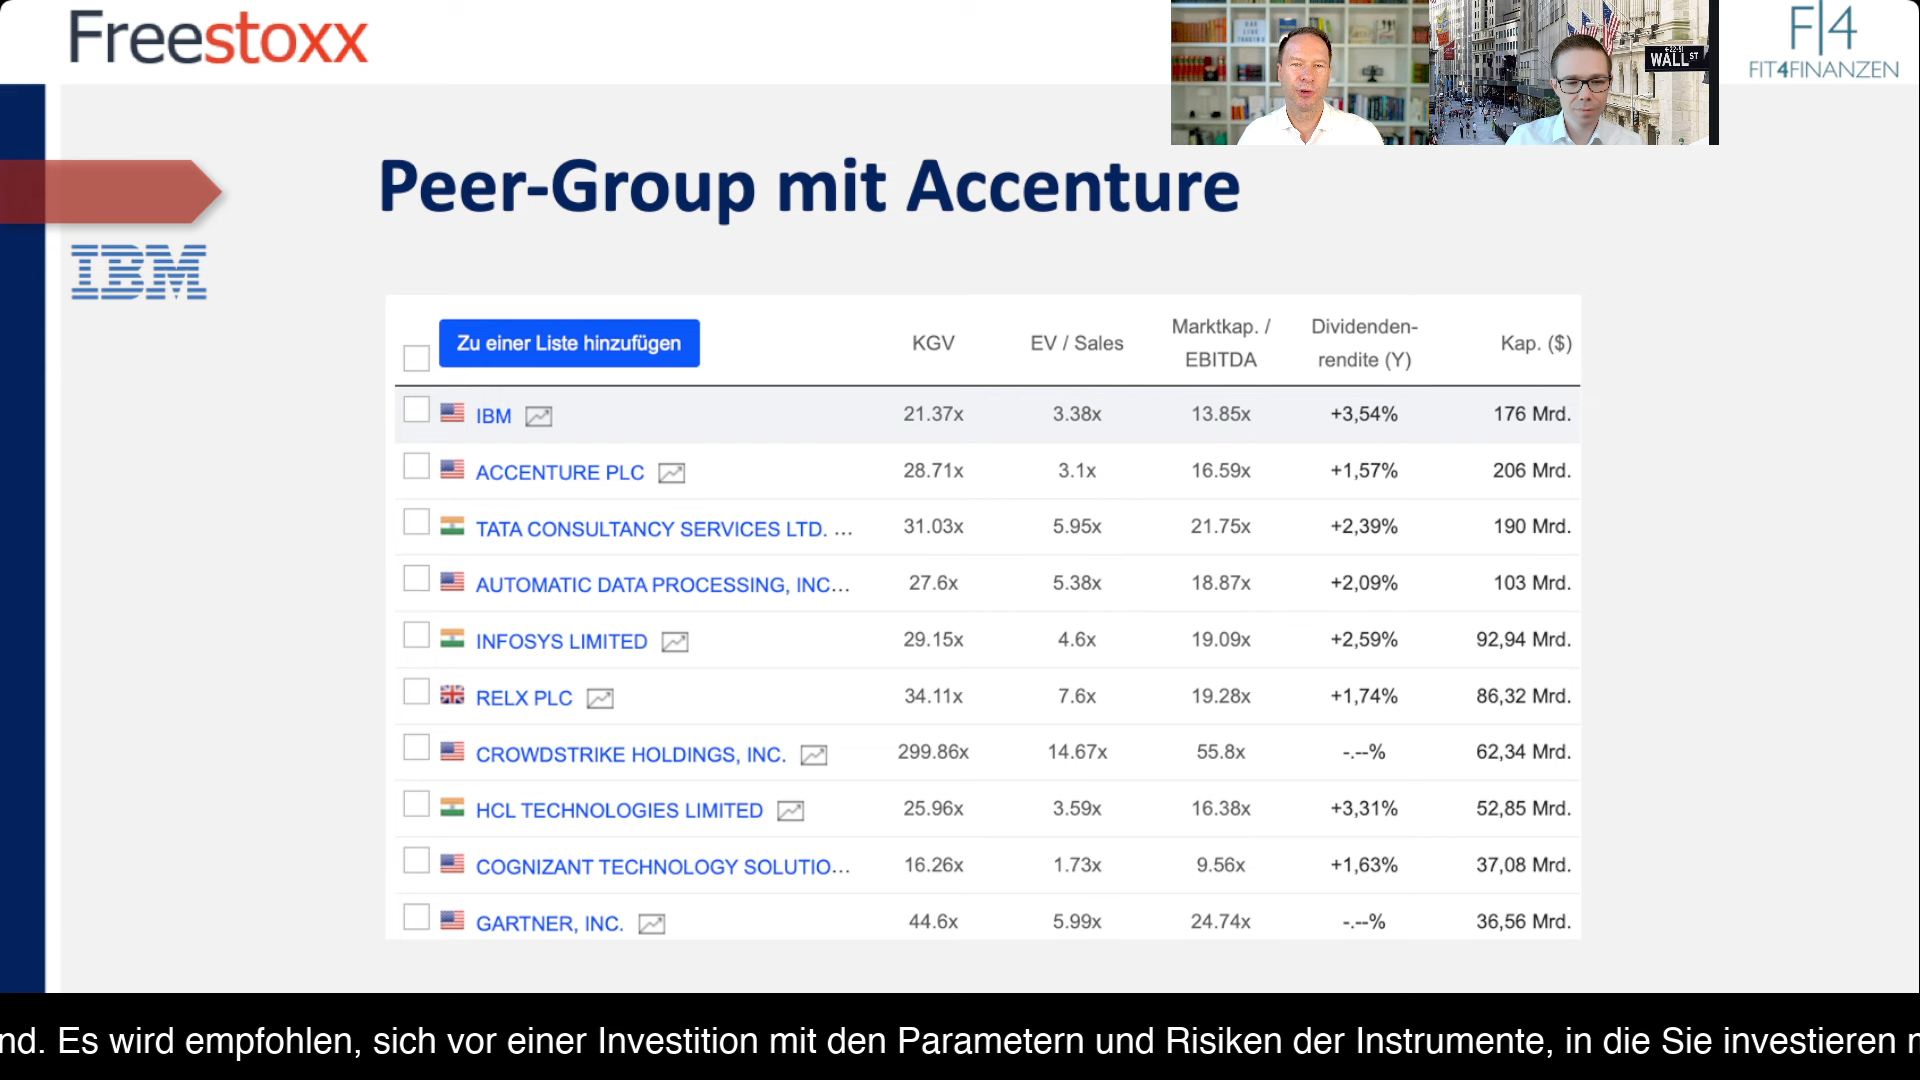 Freestoxx
WALL ST
F|4
FIT4FINANZEN
Peer-Group mit Accenture
IBM
Zu einer Liste hinzufügen KGV EV / Sales Marktkap. / EBITDA Dividenden-rendite (Y) Kap. ($)
IBM 21.37x 3.38x 13.85x +3,54% 176 Mrd.
ACCENTURE PLC 28.71x 3.1x 16.59x +1,57% 206 Mrd.
TATA CONSULTANCY SERVICES LTD. ... 31.03x 5.95x 21.75x +2,39% 190 Mrd.
AUTOMATIC DATA PROCESSING, INC... 27.6x 5.38x 18.87x +2,09% 103 Mrd.
INFOSYS LIMITED 29.15x 4.6x 19.09x +2,59% 92,94 Mrd.
RELX PLC 34.11x 7.6x 19.28x +1,74% 86,32 Mrd.
CROWDSTRIKE HOLDINGS, INC. 299.86x 14.67x 55.8x -.--% 62,34 Mrd.
HCL TECHNOLOGIES LIMITED 25.96x 3.59x 16.38x +3,31% 52,85 Mrd.
COGNIZANT TECHNOLOGY SOLUTIO... 16.26x 1.73x 9.56x +1,63% 37,08 Mrd.
GARTNER, INC. 44.6x 5.99x 24.74x -.--% 36,56 Mrd.
nd. Es wird empfohlen, sich vor einer Investition mit den Parametern und Risiken der Instrumente, in die Sie investieren